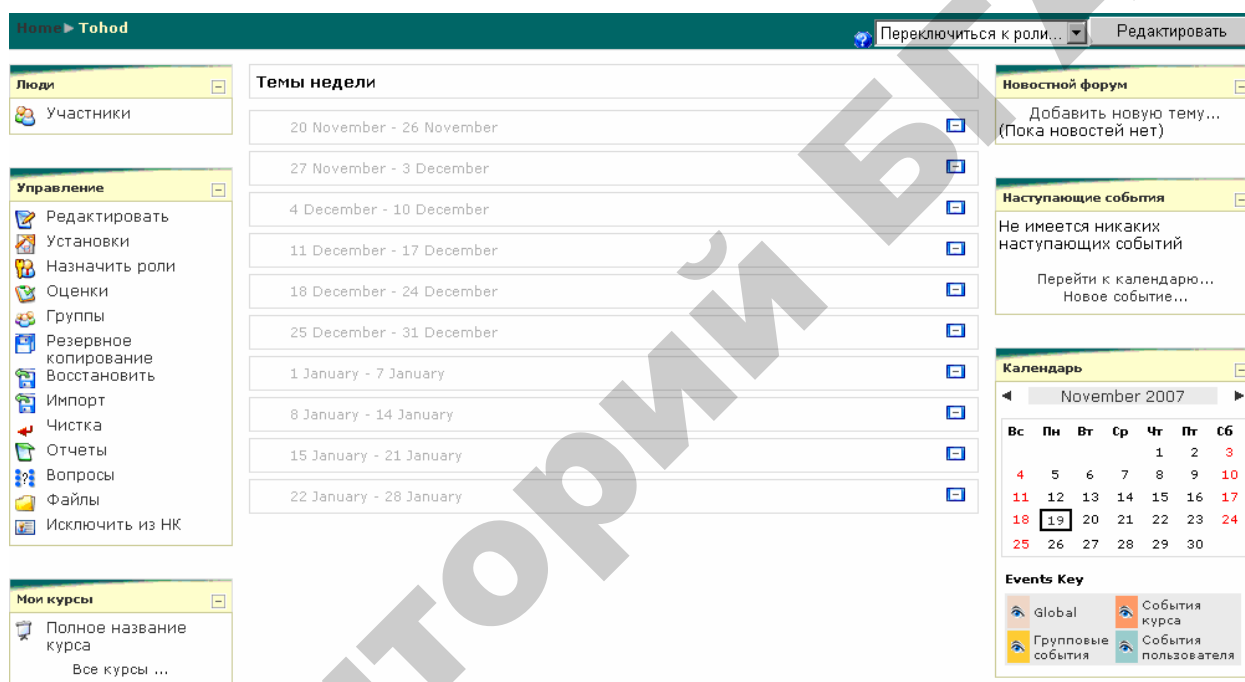 Home ▶ Tohod
Переключиться к роли...
Редактировать
Люди
Участники
Управление
Редактировать
Установки
Назначить роли
Оценки
Группы
Резервное
копирование
Восстановить
Импорт
Чистка
Отчеты
Вопросы
Файлы
Исключить из НК
Мои курсы
Полное название
курса
Все курсы ...
Темы недели
20 November - 26 November
27 November - 3 December
4 December - 10 December
11 December - 17 December
18 December - 24 December
25 December - 31 December
1 January - 7 January
8 January - 14 January
15 January - 21 January
22 January - 28 January
Новостной форум
Добавить новую тему...
(Пока новостей нет)
Наступающие события
Не имеется никаких
наступающих событий
Перейти к календарю...
Новое событие...
Календарь
◄ November 2007 ►
Вс Пн Вт Ср Чт Пт Сб
1 2 3
4 5 6 7 8 9 10
11 12 13 14 15 16 17
18 19 20 21 22 23 24
25 26 27 28 29 30
Events Key
Global
События
курса
Групповые
события
События
пользователя